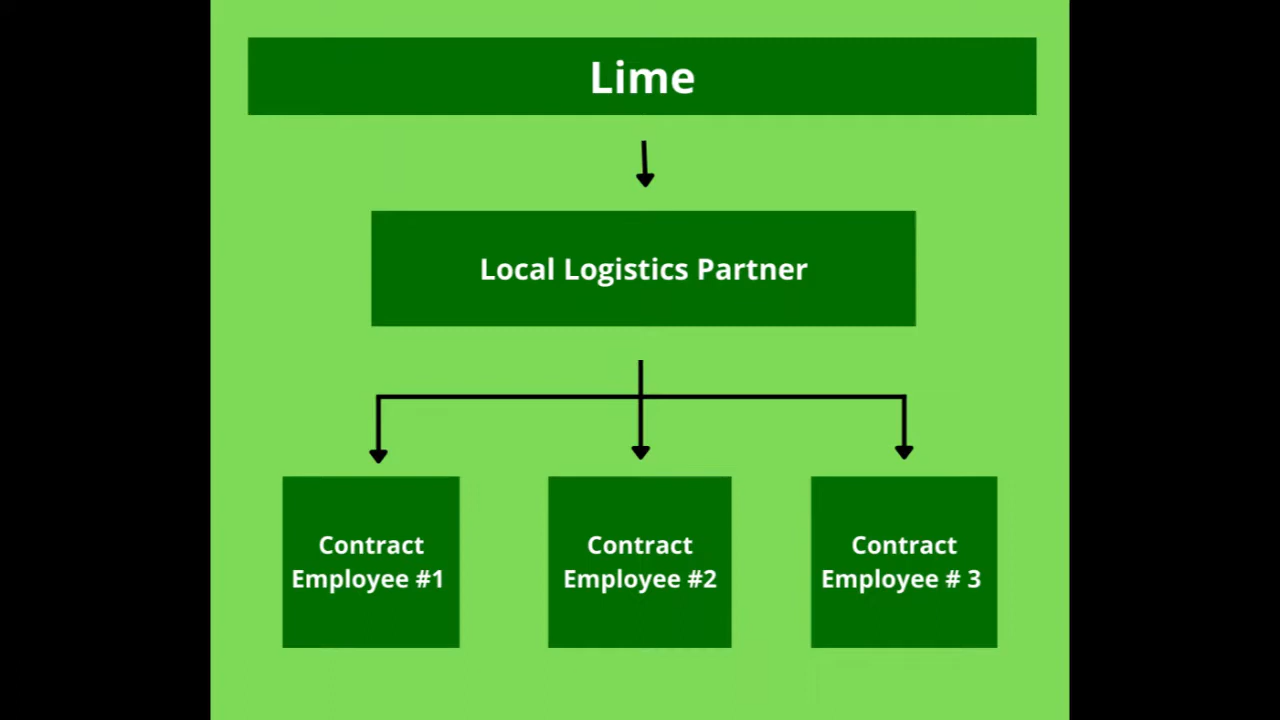 Lime
Local Logistics Partner
Contract
Employee #1
Contract
Employee #2
Contract
Employee # 3